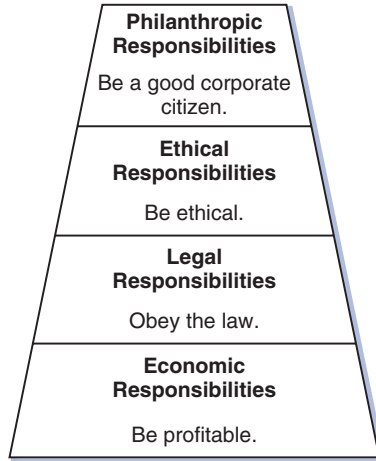 Philanthropic
Responsibilities
Be a good corporate
citizen.
Ethical
Responsibilities
Be ethical.
Legal
Responsibilities
Obey the law.
Economic
Responsibilities
Be profitable.